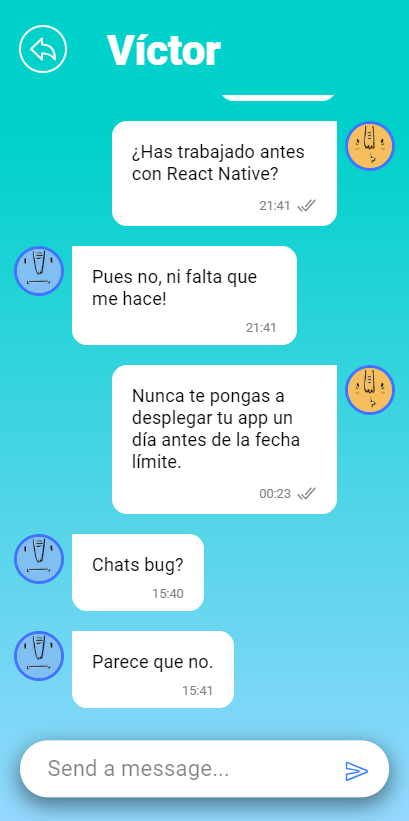 Víctor
¿Has trabajado antes
con React Native?
21:41
Pues no, ni falta que
me hace!
21:41
Nunca te pongas a
desplegar tu app un
día antes de la fecha
límite.
00:23
Chats bug?
15:40
Parece que no.
15:41
Send a message...